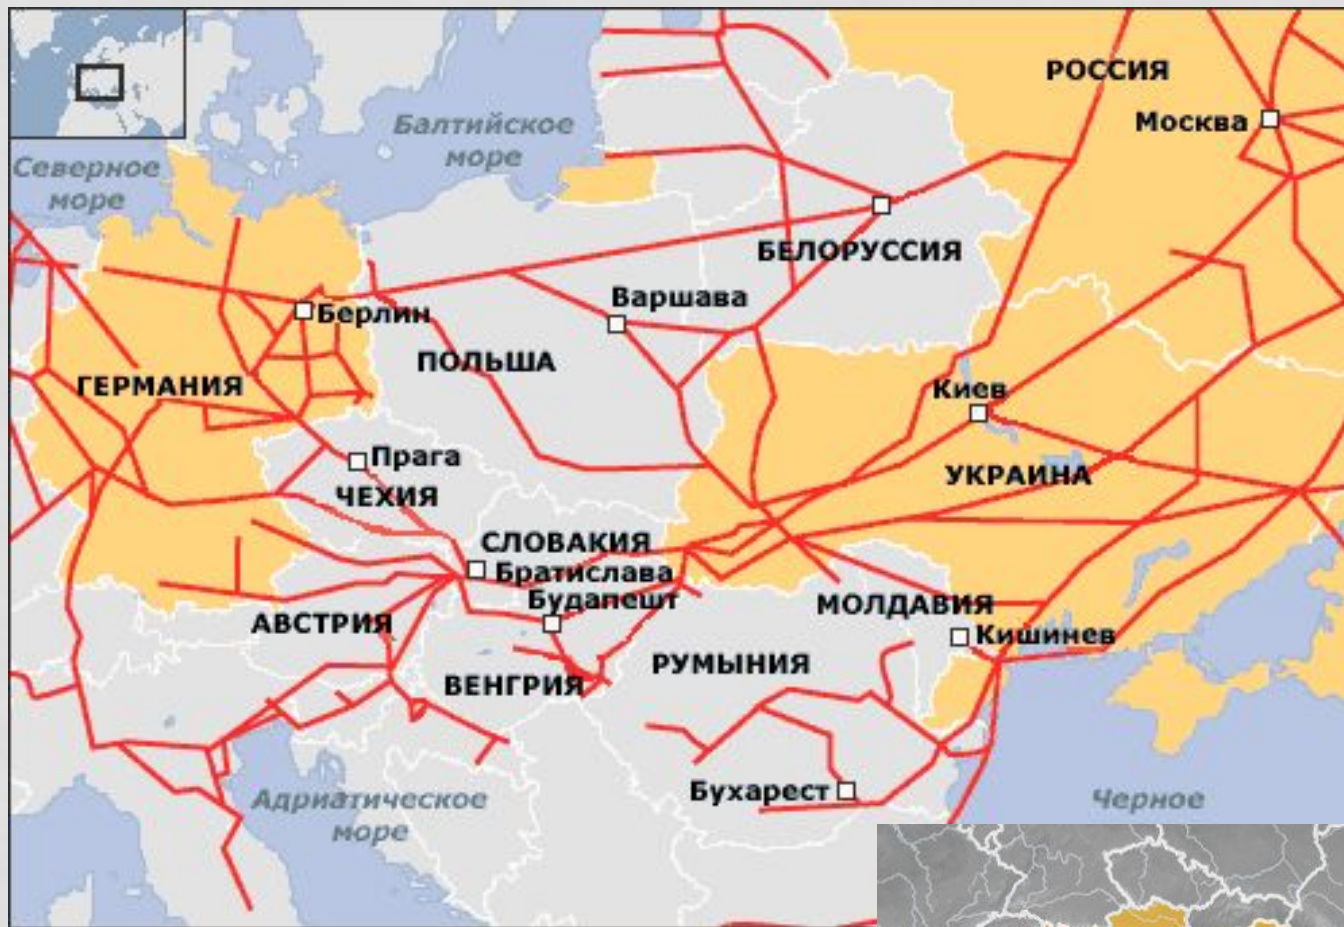 РОССИЯ
Москва
Балтийское
море
Северное
море
БЕЛОРУССИЯ
Варшава
Берлин
ПОЛЬША
ГЕРМАНИЯ
Киев
Прага
УКРАИНА
ЧЕХИЯ
СЛОВАКИЯ
Братислава
Будапешт
МОЛДАВИЯ
АВСТРИЯ
Кишинев
РУМЫНИЯ
ВЕНГРИЯ
Бухарест
Адриатическое
море
Черное